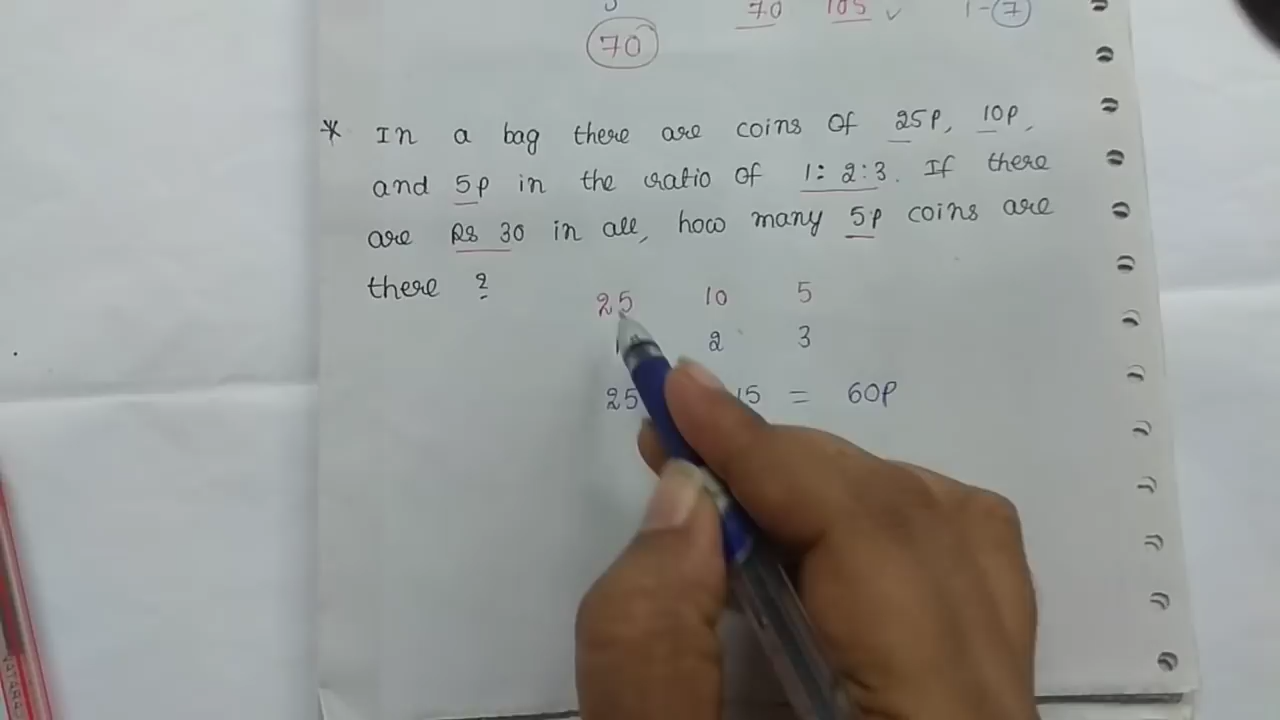 70 105 ✓ 1-7
70
* In a bag there are coins of 25P, 10P,
and 5p in the ratio of 1:2:3. If there
are Rs 30 in all, how many 5p coins are
there ?
25 10 5
2 3
25 15 = 60P